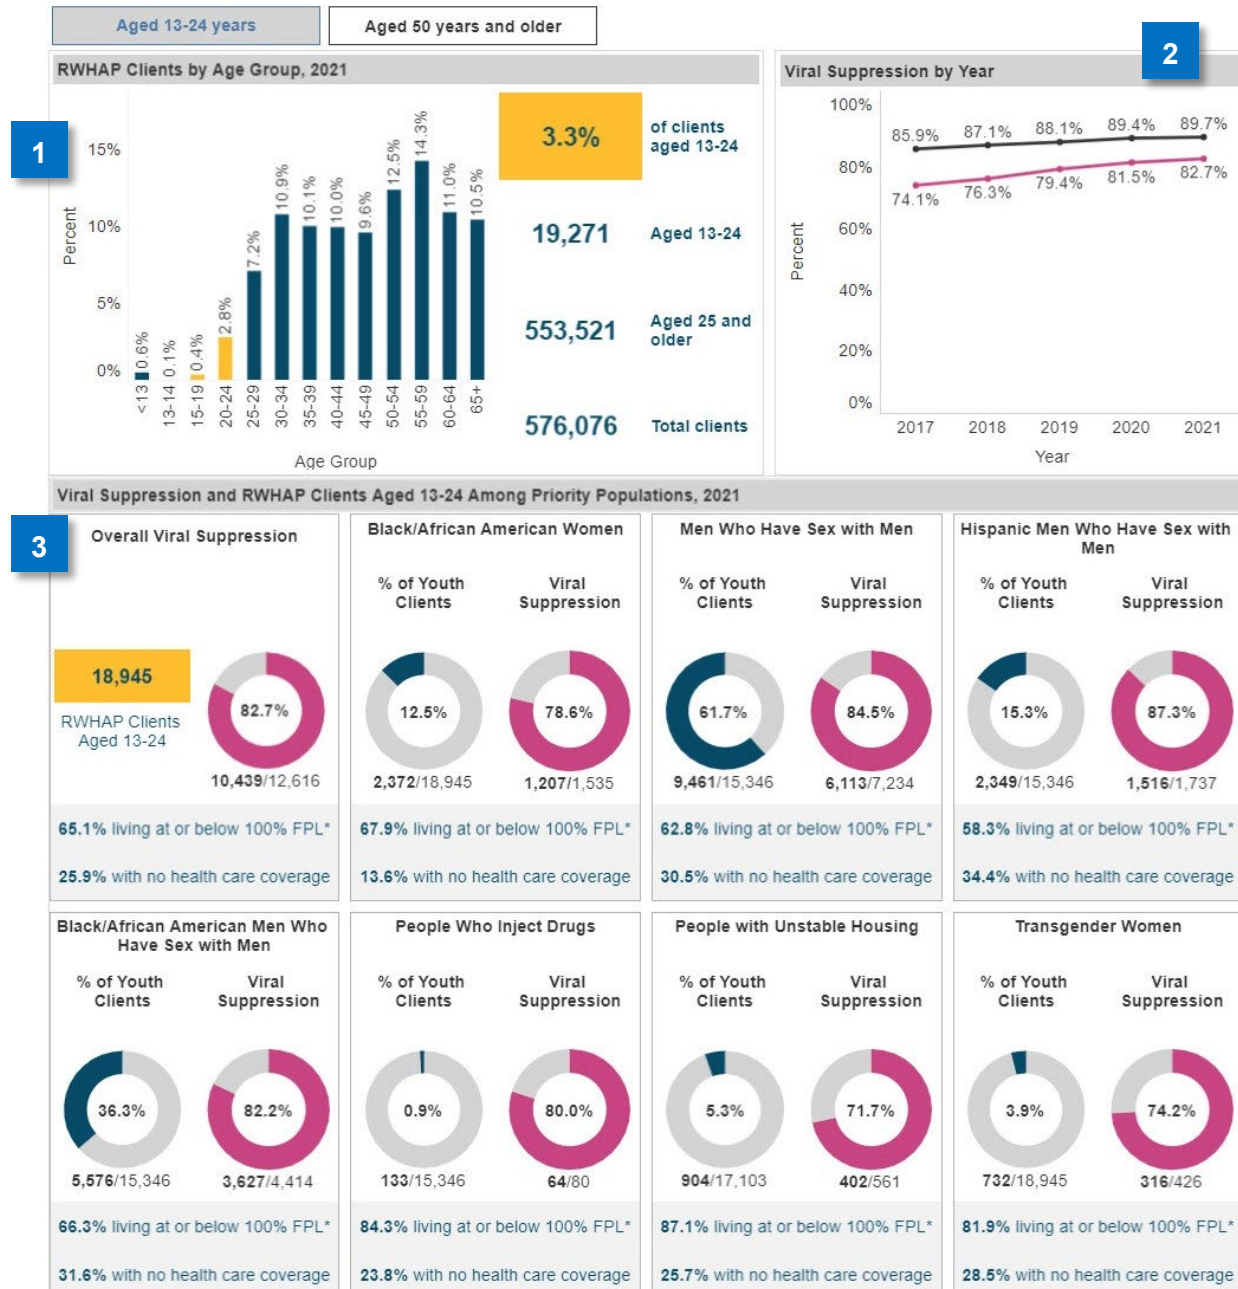 Aged 13-24 years
Aged 50 years and older
1
RWHAP Clients by Age Group, 2021
15%
10%
5%
0%
Percent
0.6%
0.1%
0.4%
2.8%
7.2%
10.9%
10.1%
10.0%
9.6%
12.5%
14.3%
11.0%
10.5%
<13
13-14
15-19
20-24
25-29
30-34
35-39
40-44
45-49
50-54
55-59
60-64
65+
Age Group
3.3%
of clients
aged 13-24
19,271
Aged 13-24
553,521
Aged 25 and
older
576,076
Total clients
2
Viral Suppression by Year
100%
80%
60%
40%
20%
0%
Percent
85.9%
87.1%
88.1%
89.4%
89.7%
74.1%
76.3%
79.4%
81.5%
82.7%
2017
2018
2019
2020
2021
Year
Viral Suppression and RWHAP Clients Aged 13-24 Among Priority Populations, 2021
3
Overall Viral Suppression
18,945
RWHAP Clients
Aged 13-24
82.7%
10,439/12,616
65.1% living at or below 100% FPL*
25.9% with no health care coverage
Black/African American Women
% of Youth
Clients
Viral
Suppression
12.5%
78.6%
2,372/18,945
1,207/1,535
67.9% living at or below 100% FPL*
13.6% with no health care coverage
Men Who Have Sex with Men
% of Youth
Clients
Viral
Suppression
61.7%
84.5%
9,461/15,346
6,113/7,234
62.8% living at or below 100% FPL*
30.5% with no health care coverage
Hispanic Men Who Have Sex with
Men
% of Youth
Clients
Viral
Suppression
15.3%
87.3%
2,349/15,346
1,516/1,737
58.3% living at or below 100% FPL*
34.4% with no health care coverage
Black/African American Men Who
Have Sex with Men
% of Youth
Clients
Viral
Suppression
36.3%
82.2%
5,576/15,346
3,627/4,414
66.3% living at or below 100% FPL*
31.6% with no health care coverage
People Who Inject Drugs
% of Youth
Clients
Viral
Suppression
0.9%
80.0%
133/15,346
64/80
84.3% living at or below 100% FPL*
23.8% with no health care coverage
People with Unstable Housing
% of Youth
Clients
Viral
Suppression
5.3%
71.7%
904/17,103
402/561
87.1% living at or below 100% FPL*
25.7% with no health care coverage
Transgender Women
% of Youth
Clients
Viral
Suppression
3.9%
74.2%
732/18,945
316/426
81.9% living at or below 100% FPL*
28.5% with no health care coverage